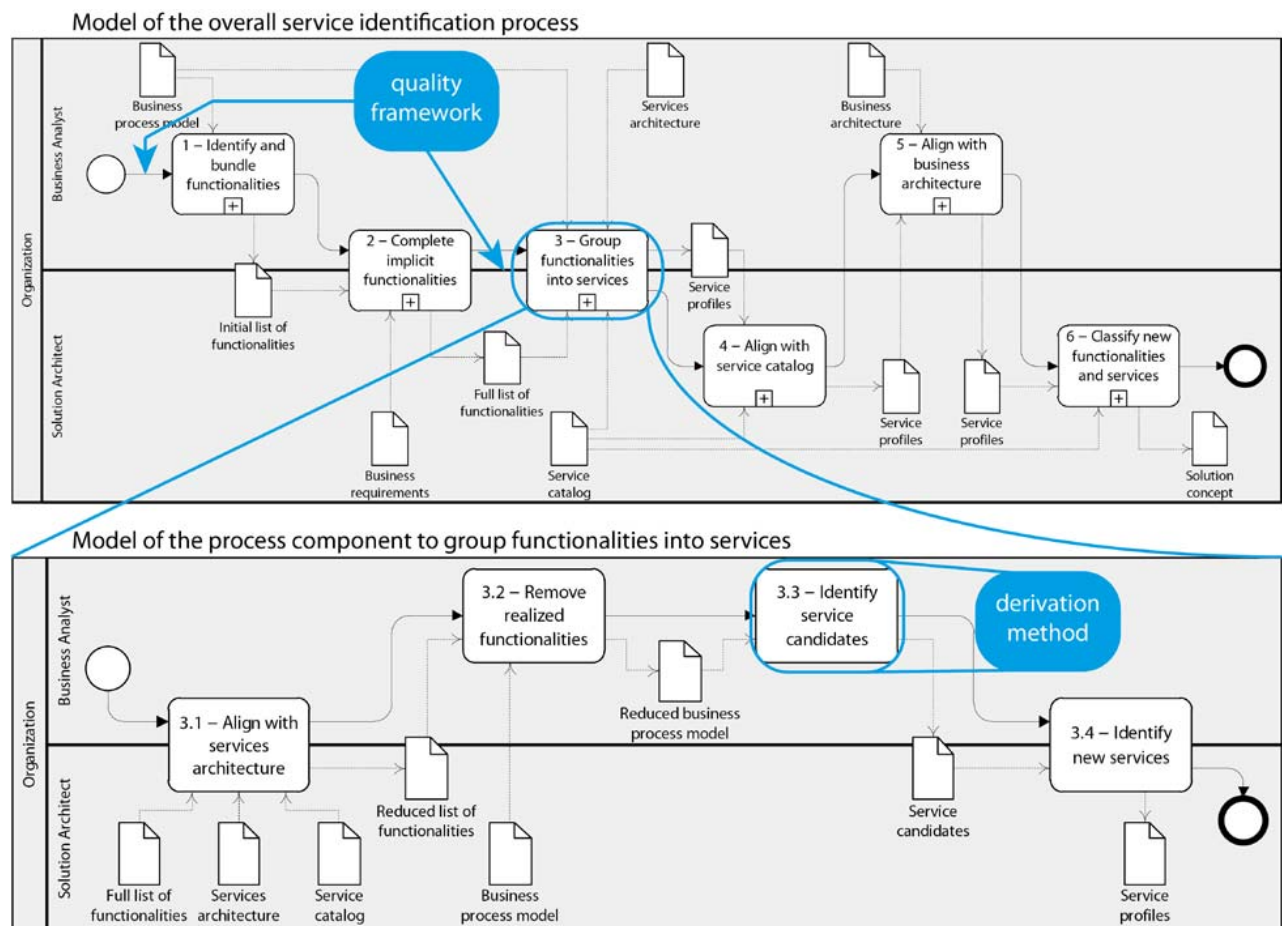 Model of the overall service identification process
Organization
Business Analyst
Solution Architect
Business
process model
quality
framework
Services
architecture
Business
architecture
1 – Identify and
bundle
functionalities
5 – Align with
business
architecture
2 – Complete
implicit
functionalities
3 – Group
functionalities
into services
Service
profiles
Initial list of
functionalities
4 – Align with
service catalog
6 – Classify new
functionalities
and services
Full list of
functionalities
Service
profiles
Service
profiles
Business
requirements
Service
catalog
Solution
concept
Model of the process component to group functionalities into services
Organization
Business Analyst
Solution Architect
3.2 – Remove
realized
functionalities
3.3 – Identify
service
candidates
derivation
method
3.1 – Align with
services
architecture
Reduced business
process model
3.4 – Identify
new services
Reduced list of
functionalities
Service
candidates
Full list of
functionalities
Services
architecture
Service
catalog
Business
process model
Service
profiles